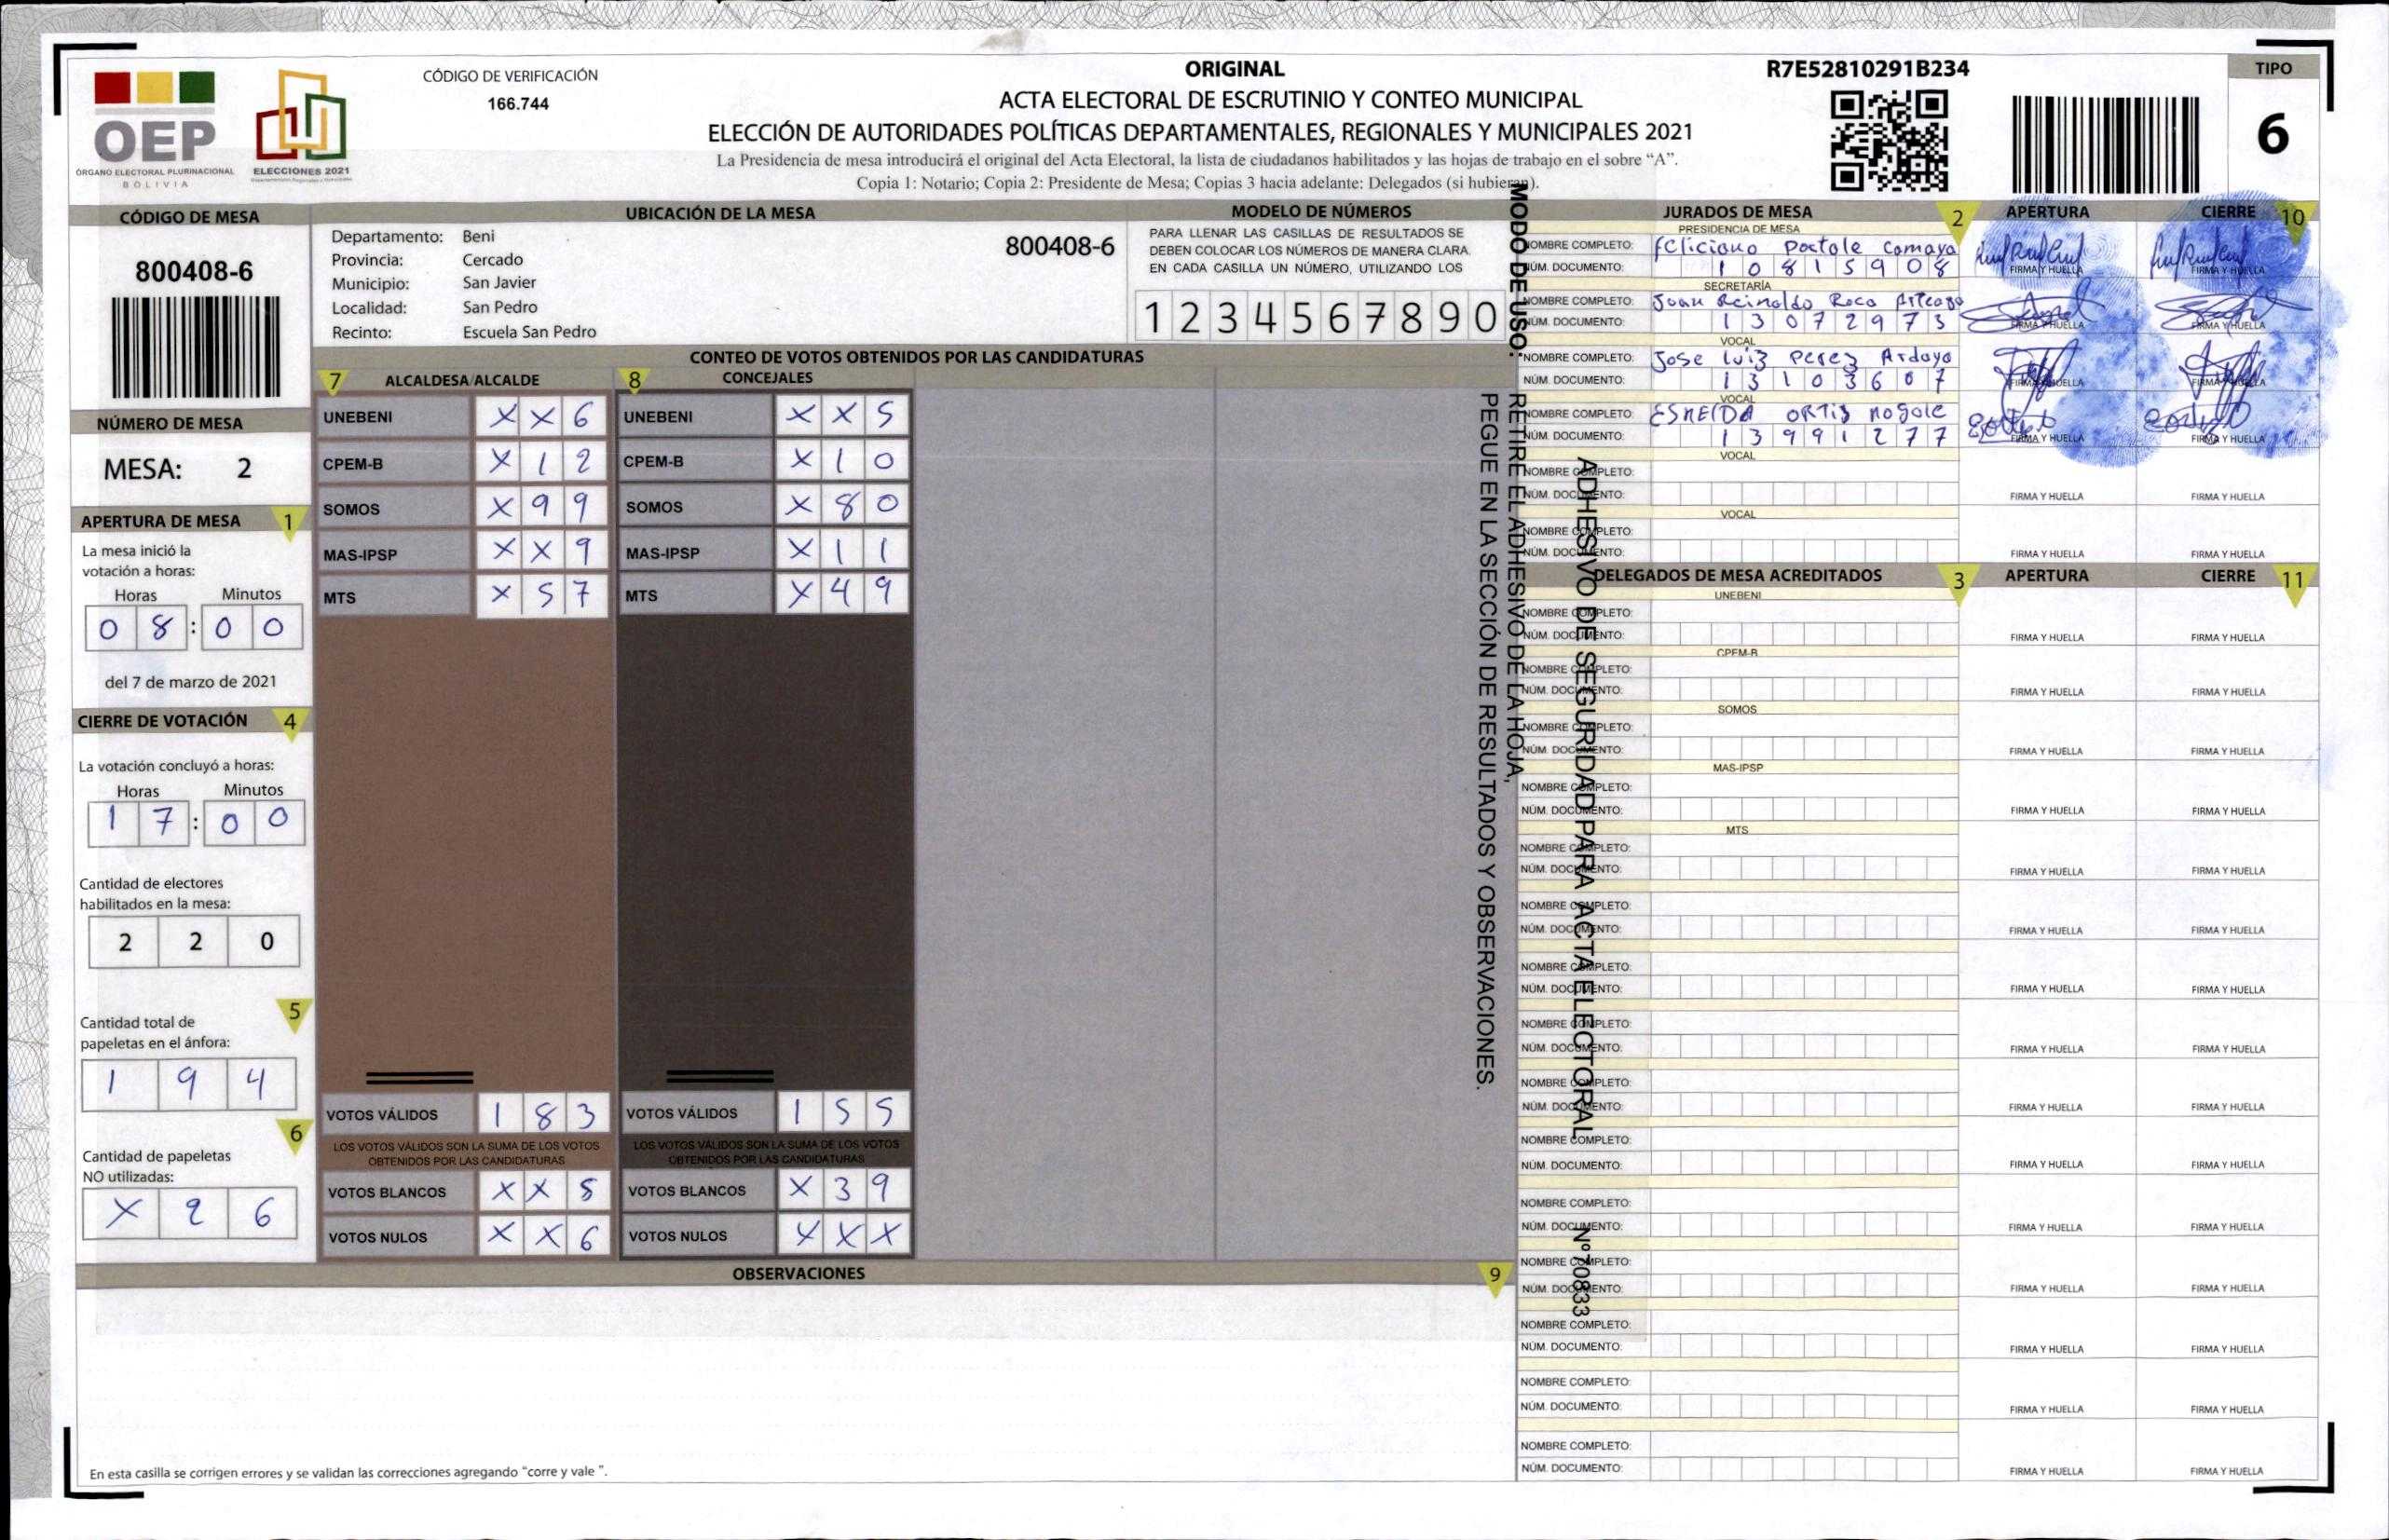 OEP
ÓRGANO ELECTORAL PLURINACIONAL
BOLIVIA
ELECCIONES 2021
CÓDIGO DE VERIFICACIÓN
166.744
ORIGINAL
ACTA ELECTORAL DE ESCRUTINIO Y CONTEO MUNICIPAL
ELECCIÓN DE AUTORIDADES POLÍTICAS DEPARTAMENTALES, REGIONALES Y MUNICIPALES 2021
La Presidencia de mesa introducirá el original del Acta Electoral, la lista de ciudadanos habilitados y las hojas de trabajo en el sobre “A”.
Copia 1: Notario; Copia 2: Presidente de Mesa; Copias 3 hacia adelante: Delegados (si hubieran).
R7E52810291B234
TIPO
6
CÓDIGO DE MESA
800408-6
NÚMERO DE MESA
MESA: 2
APERTURA DE MESA 1
La mesa inició la
votación a horas:
Horas Minutos
0 8 : 0 0
del 7 de marzo de 2021
CIERRE DE VOTACIÓN 4
La votación concluyó a horas:
Horas Minutos
1 7 : 0 0
Cantidad de electores
habilitados en la mesa:
2 2 0
5
Cantidad total de
papeletas en el ánfora:
1 9 4
6
Cantidad de papeletas
NO utilizadas:
X 2 6
UBICACIÓN DE LA MESA
Departamento: Beni
Provincia: Cercado
Municipio: San Javier
Localidad: San Pedro
Recinto: Escuela San Pedro
800408-6
MODELO DE NÚMEROS
PARA LLENAR LAS CASILLAS DE RESULTADOS SE
DEBEN COLOCAR LOS NÚMEROS DE MANERA CLARA.
EN CADA CASILLA UN NÚMERO, UTILIZANDO LOS
1 2 3 4 5 6 7 8 9 0
CONTEO DE VOTOS OBTENIDOS POR LAS CANDIDATURAS
7 ALCALDESA/ALCALDE
UNEBENI X X 6
CPEM-B X 1 2
SOMOS X 9 9
MAS-IPSP X X 9
MTS X 5 7
VOTOS VÁLIDOS 1 8 3
LOS VOTOS VÁLIDOS SON LA SUMA DE LOS VOTOS
OBTENIDOS POR LAS CANDIDATURAS
VOTOS BLANCOS X X 5
VOTOS NULOS X X 6
8 CONCEJALES
UNEBENI X X 5
CPEM-B X 1 0
SOMOS X 8 0
MAS-IPSP X 1 1
MTS X 4 9
VOTOS VÁLIDOS 1 5 5
LOS VOTOS VÁLIDOS SON LA SUMA DE LOS VOTOS
OBTENIDOS POR LAS CANDIDATURAS
VOTOS BLANCOS X 3 9
VOTOS NULOS X X X
OBSERVACIONES 9
En esta casilla se corrigen errores y se validan las correcciones agregando “corre y vale ”.
MODO DE USO:
RETIRE EL ADHESIVO DE LA HOJA,
PEGUE EN LA SECCIÓN DE RESULTADOS Y OBSERVACIONES.
ADHESIVO DE SEGURIDAD PARA ACTA ELECTORAL
Nº70833
JURADOS DE MESA 2 APERTURA CIERRE 10
PRESIDENCIA DE MESA
NOMBRE COMPLETO: Feliciano
NÚM. DOCUMENTO: 1 0 8 1 5 9 0 8 FIRMA Y HUELLA FIRMA Y HUELLA
SECRETARÍA
NOMBRE COMPLETO: Juan Reinaldo Roca Arteaga
NÚM. DOCUMENTO: 1 3 0 7 2 9 7 3 FIRMA Y HUELLA FIRMA Y HUELLA
VOCAL
NOMBRE COMPLETO: Jose Luiz Perez Ardaya
NÚM. DOCUMENTO: 1 3 1 0 3 6 0 7 FIRMA Y HUELLA FIRMA Y HUELLA
VOCAL
NOMBRE COMPLETO: ESNEIDA ORTIZ
NÚM. DOCUMENTO: 1 3 9 9 1 2 7 7 FIRMA Y HUELLA FIRMA Y HUELLA
VOCAL
NOMBRE COMPLETO:
NÚM. DOCUMENTO: FIRMA Y HUELLA FIRMA Y HUELLA
VOCAL
NOMBRE COMPLETO:
NÚM. DOCUMENTO: FIRMA Y HUELLA FIRMA Y HUELLA
DELEGADOS DE MESA ACREDITADOS 3 APERTURA CIERRE 11
UNEBENI
NOMBRE COMPLETO:
NÚM. DOCUMENTO: FIRMA Y HUELLA FIRMA Y HUELLA
CPEM-B
NOMBRE COMPLETO:
NÚM. DOCUMENTO: FIRMA Y HUELLA FIRMA Y HUELLA
SOMOS
NOMBRE COMPLETO:
NÚM. DOCUMENTO: FIRMA Y HUELLA FIRMA Y HUELLA
MAS-IPSP
NOMBRE COMPLETO:
NÚM. DOCUMENTO: FIRMA Y HUELLA FIRMA Y HUELLA
MTS
NOMBRE COMPLETO:
NÚM. DOCUMENTO: FIRMA Y HUELLA FIRMA Y HUELLA
NOMBRE COMPLETO:
NÚM. DOCUMENTO: FIRMA Y HUELLA FIRMA Y HUELLA
NOMBRE COMPLETO:
NÚM. DOCUMENTO: FIRMA Y HUELLA FIRMA Y HUELLA
NOMBRE COMPLETO:
NÚM. DOCUMENTO: FIRMA Y HUELLA FIRMA Y HUELLA
NOMBRE COMPLETO:
NÚM. DOCUMENTO: FIRMA Y HUELLA FIRMA Y HUELLA
NOMBRE COMPLETO:
NÚM. DOCUMENTO: FIRMA Y HUELLA FIRMA Y HUELLA
NOMBRE COMPLETO:
NÚM. DOCUMENTO: FIRMA Y HUELLA FIRMA Y HUELLA
NOMBRE COMPLETO:
NÚM. DOCUMENTO: FIRMA Y HUELLA FIRMA Y HUELLA
NOMBRE COMPLETO:
NÚM. DOCUMENTO: FIRMA Y HUELLA FIRMA Y HUELLA
NOMBRE COMPLETO:
NÚM. DOCUMENTO: FIRMA Y HUELLA FIRMA Y HUELLA
NOMBRE COMPLETO:
NÚM. DOCUMENTO: FIRMA Y HUELLA FIRMA Y HUELLA